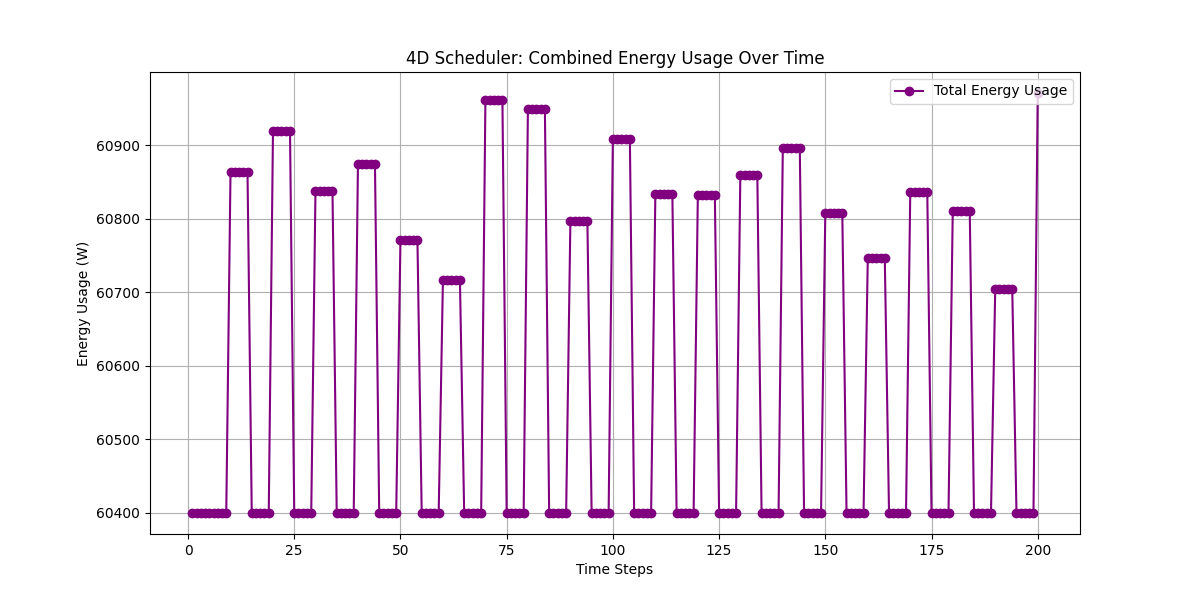 4D Scheduler: Combined Energy Usage Over Time
Total Energy Usage
Energy Usage (W)
60900
60800
60700
60600
60500
60400
0 25 50 75 100 125 150 175 200
Time Steps